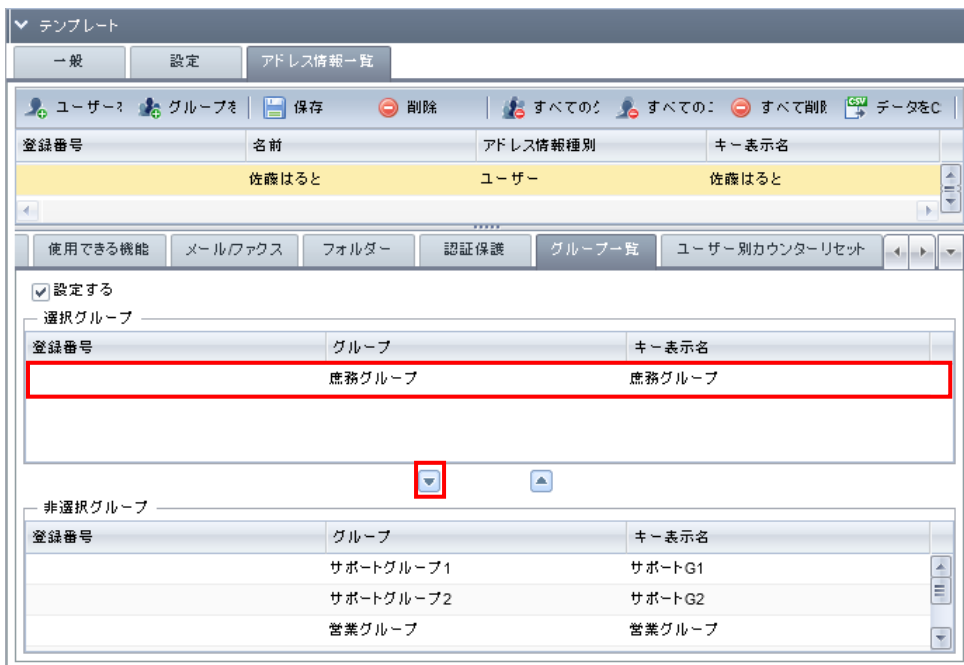 テンプレート
一般 設定 アドレス情報一覧
ユーザーを グループを 保存 削除 すべての すべての すべて削除 データをC
登録番号 名前 アドレス情報種別 キー表示名
佐藤はると ユーザー 佐藤はると
使用できる機能 メール/ファクス フォルダー 認証保護 グループ一覧 ユーザー別カウンターリセット
設定する
選択グループ
登録番号 グループ キー表示名
庶務グループ 庶務グループ
非選択グループ
登録番号 グループ キー表示名
サポートグループ1 サポートG1
サポートグループ2 サポートG2
営業グループ 営業グループ